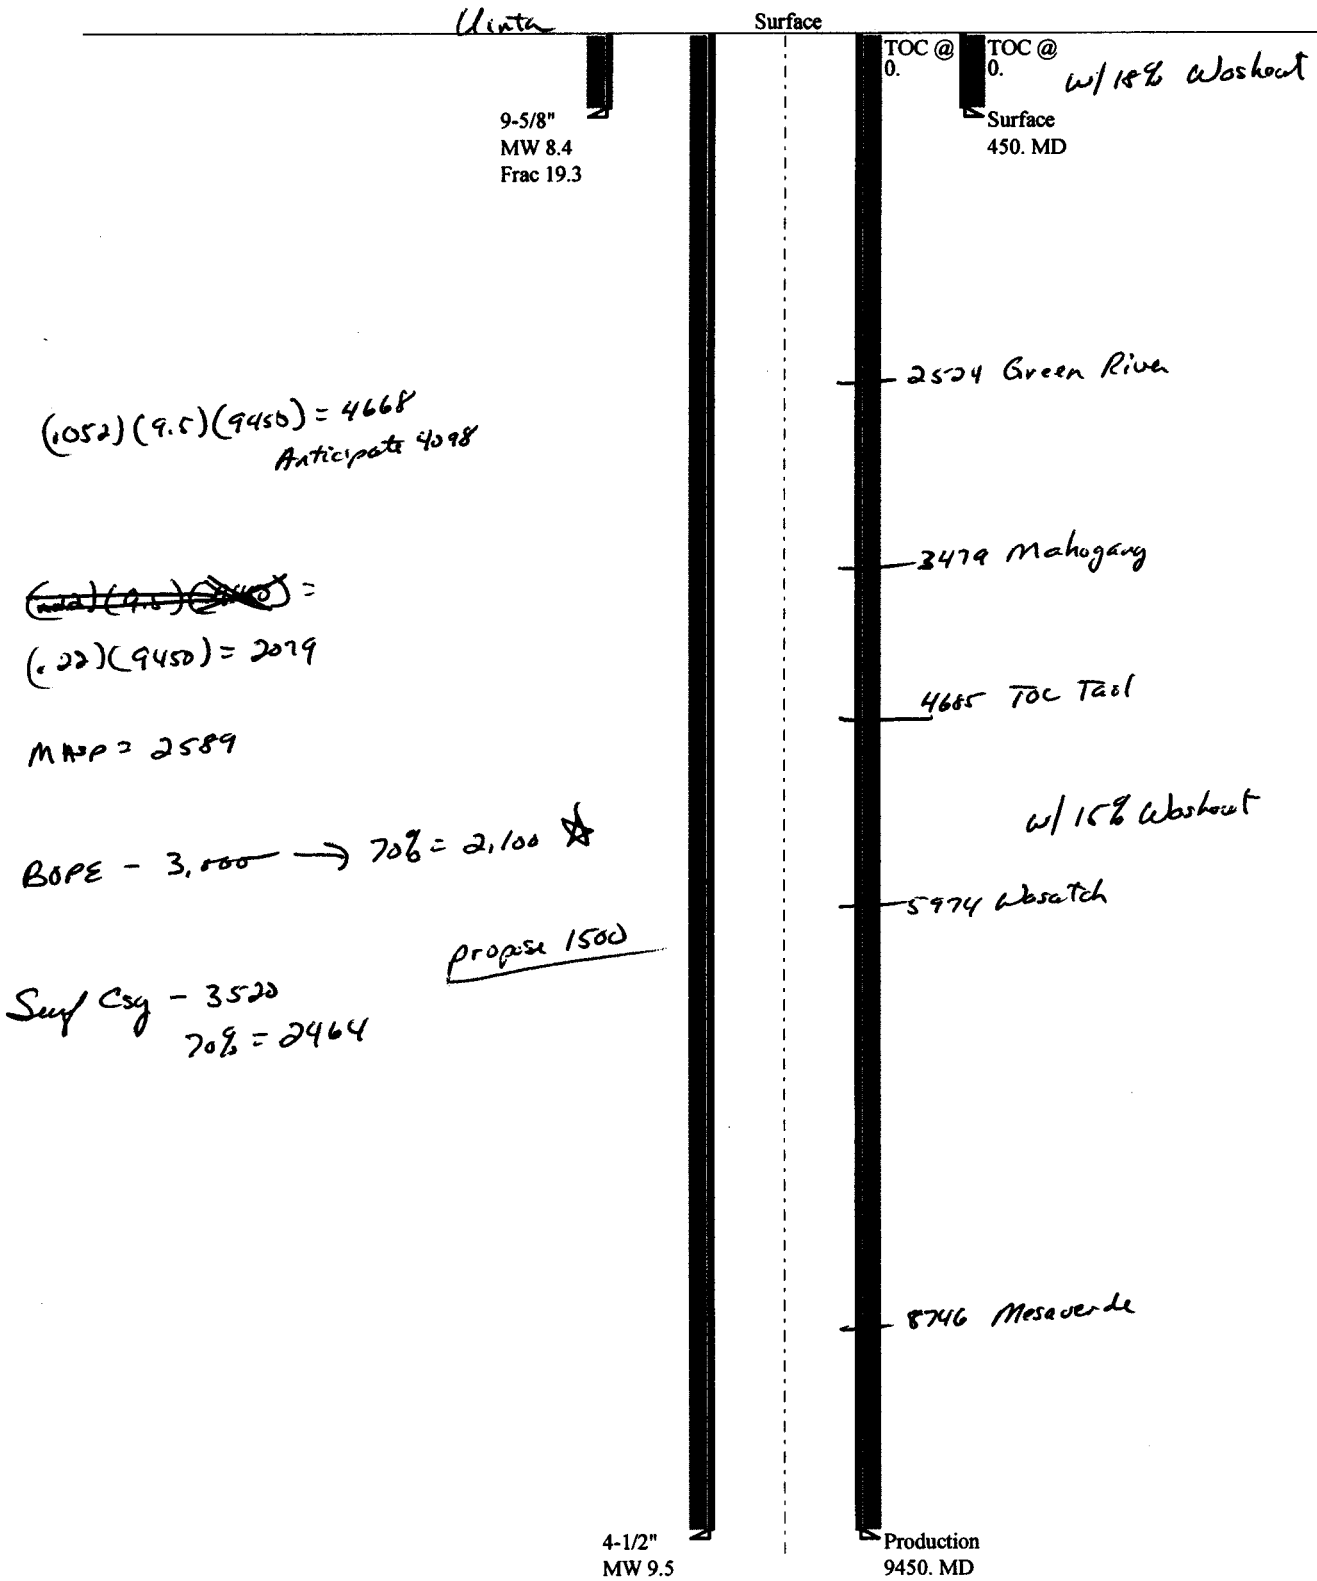 Uinta
Surface
TOC @
0.
TOC @
0.
w/ 18% Washout
9-5/8"
MW 8.4
Frac 19.3
Surface
450. MD
2524 Green River
(.052)(9.5)(9450) = 4668
Anticipate 4098
3479 Mahogany
(9.5) =
(.22)(9450) = 2079
4685 TOC Tail
MASP = 2589
w/ 15% Washout
BOPE - 3,000 → 70% = 2,100 ☆
5974 Wasatch
propose 1500
Surf Csg - 3520
70% = 2464
8746 Mesaverde
4-1/2"
MW 9.5
Production
9450. MD